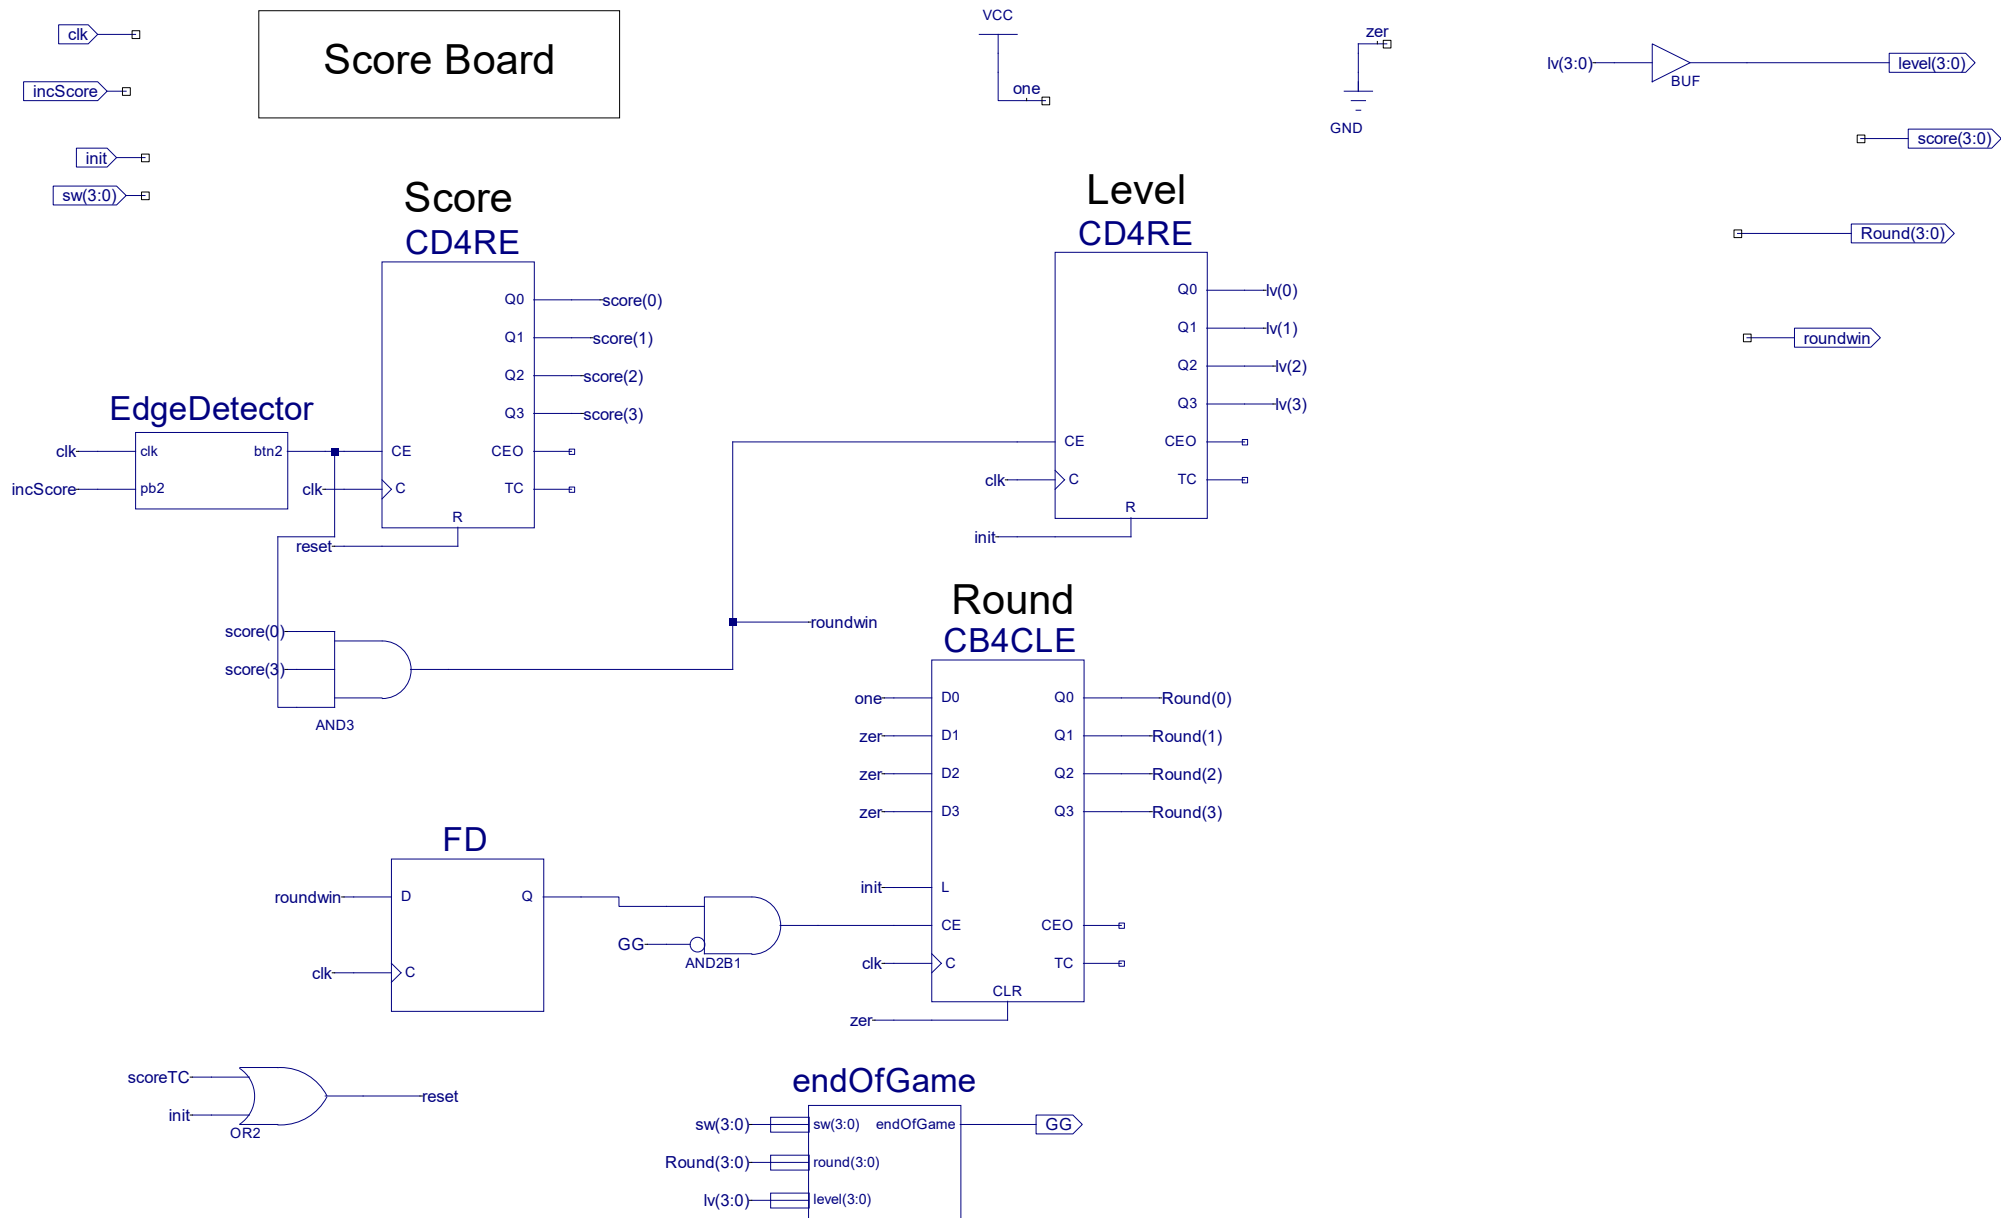 clk
incScore
init
sw(3:0)
Score Board
VCC
one
zer
GND
lv(3:0)
BUF
level(3:0)
score(3:0)
Round(3:0)
roundwin
Score
CD4RE
Q0
score(0)
Q1
score(1)
Q2
score(2)
Q3
score(3)
CE
CEO
clk
C
TC
R
reset
EdgeDetector
clk
clk
btn2
incScore
pb2
Level
CD4RE
Q0
lv(0)
Q1
lv(1)
Q2
lv(2)
Q3
lv(3)
CE
CEO
clk
C
TC
R
init
score(0)
score(3)
AND3
roundwin
Round
CB4CLE
one
D0
Q0
Round(0)
zer
D1
Q1
Round(1)
zer
D2
Q2
Round(2)
zer
D3
Q3
Round(3)
init
L
CE
CEO
clk
C
TC
CLR
zer
FD
roundwin
D
Q
clk
C
GG
AND2B1
scoreTC
init
OR2
reset
endOfGame
sw(3:0)
sw(3:0)
endOfGame
GG
Round(3:0)
round(3:0)
lv(3:0)
level(3:0)